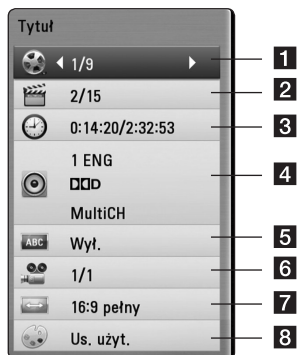 Tytuł
1/9
1
2/15
2
0:14:20/2:32:53
3
1 ENG
D
MultiCH
4
ABC
Wył.
5
1/1
6
16:9 pełny
7
Us. użyt.
8